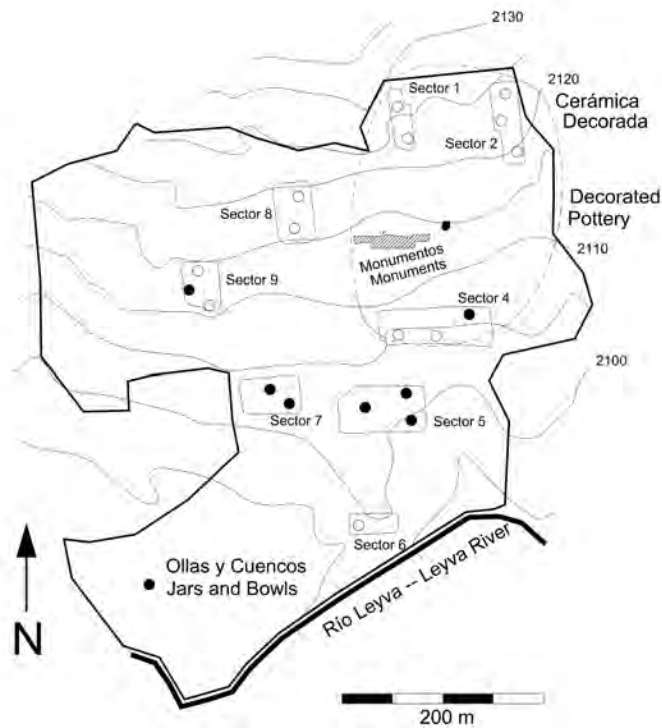 2130
Sector 1
2120
Cerámica
Decorada
Sector 2
Decorated
Pottery
Sector 8
Monumentos
Monuments
2110
Sector 9
Sector 4
2100
Sector 7
Sector 5
Sector 6
Ollas y Cuencos
Jars and Bowls
Río Leyva -- Leyva River
N
200 m